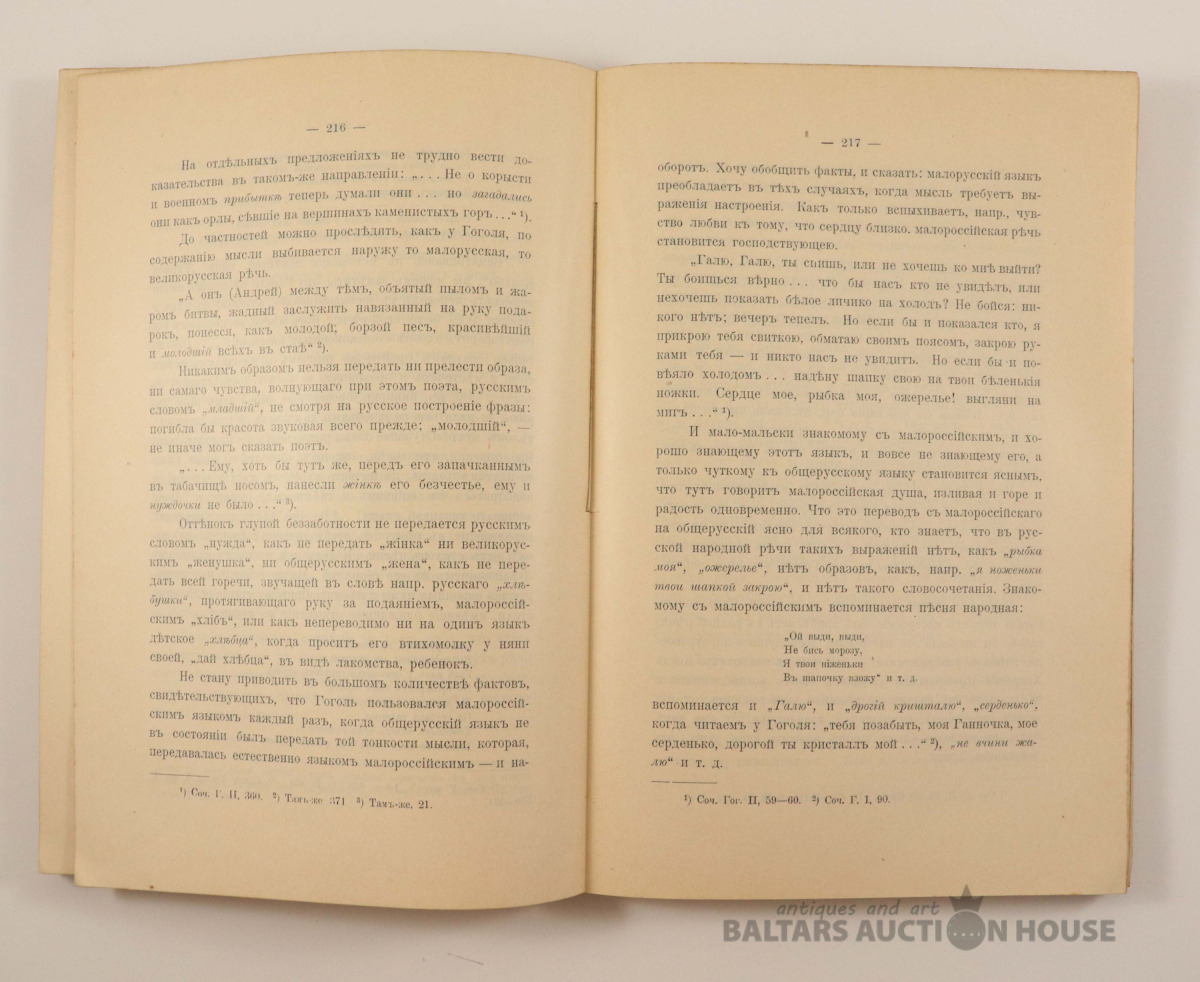 — 216 —
На отдѣльныхъ предложеніяхъ не трудно вести до-
казательства въ такомъ-же направленіи: „. . . Не о корысти
и военномъ прибыткѣ теперь думали они . . . но загадались
они какъ орлы, сѣвшіе на вершинахъ каменистыхъ горъ . . .“ ¹).
До частностей можно прослѣдять, какъ у Гоголя, по
содержанію мысли выбивается наружу то малорусская, то
великорусская рѣчь.
„А онъ (Андрей) между тѣмъ, объятый пыломъ и жа-
ромъ битвы, жадный заслужить навязанный на руку пода-
рокъ, понесся, какъ молодой; борзой песъ, красивѣйшій
и молодшій всѣхъ въ стаѣ“ ²).
Никакимъ образомъ нельзя передать ни прелести образа,
ни самаго чувства, волнующаго при этомъ поэта, русскимъ
словомъ „младшій“, не смотря на русское построеніе фразы:
погибла бы красота звуковая всего прежде; „молодшій“, —
не иначе могъ сказать поэтъ.
„. . . Ему, хоть бы тутъ же, передъ его запачканнымъ
въ табачищѣ носомъ, нанесли жінкѣ его безчестье, ему и
нуждочки не было . . .“ ³).
Оттѣнокъ глупой беззаботности не передается русскимъ
словомъ „нужда“, какъ не передать „жінка“ ни великорус-
скимъ „женушка“, ни общерусскимъ „жена“, какъ не пере-
дать всей горечи, звучащей въ словѣ напр. русскаго „хлѣ-
бушки“, протягивающаго руку за подаяніемъ, малороссій-
скимъ „хлібъ“, или какъ непереводимо ни на одинъ языкъ
дѣтское „хлѣбца“, когда проситъ его втихомолку у няни
своей, „дай хлѣбца“, въ видѣ лакомства, ребенокъ.
Не стану приводить въ большомъ количествѣ фактовъ,
свидѣтельствующихъ, что Гоголь пользовался малороссій-
скимъ языкомъ каждый разъ, когда общерусскій языкъ не
въ состояніи былъ передать той тонкости мысли, которая,
передавалась естественно языкомъ малороссійскимъ — и на-
¹) Соч. Г. II, 360. ²) Тамъ-же 371 ³) Тамъ-же, 21.
— 217 —
оборотъ. Хочу обобщить факты, и сказать: малорусскій языкъ
преобладаетъ въ тѣхъ случаяхъ, когда мысль требуетъ вы-
раженія настроенія. Какъ только вспыхиваетъ, напр., чув-
ство любви къ тому, что сердцу близко. малороссійская рѣчь
становится господствующею.
„Галю, Галю, ты спишь, или не хочешь ко мнѣ выйти?
Ты боишься вѣрно . . . что бы насъ кто не увидѣлъ, или
нехочешь показать бѣлое личико на холодъ? Не бойся: ни-
кого нѣтъ; вечеръ тепелъ. Но если бы и показался кто, я
прикрою тебя свиткою, обматаю своимъ поясомъ, закрою ру-
ками тебя — и никто насъ не увидитъ. Но если бы и по-
вѣяло холодомъ . . . надѣну шапку свою на твои бѣленькія
ножки. Сердце мое, рыбка моя, ожерелье! выгляни на
мигъ . . .“ ¹).
И мало-мальски знакомому съ малороссійскимъ, и хо-
рошо знающему этотъ языкъ, и вовсе не знающему его, а
только чуткому къ общерусскому языку становится яснымъ,
что тутъ говоритъ малороссійская душа, изливая и горе и
радость одновременно. Что это переводъ съ малороссійскаго
на общерусскій ясно для всякого, кто знаетъ, что въ рус-
ской народной рѣчи такихъ выраженій нѣтъ, какъ „рыбка
моя“, „ожерелье“, нѣтъ образовъ, какъ, напр. „я ноженьки
твои шапкой закрою“, и нѣтъ такого словосочетанія. Знако-
мому съ малороссійскимъ вспоминается пѣсня народная:
„Ой выди, выди,
Не бись морозу,
Я твои ніженьки
Въ шапочку вложу“ и т. д.
вспоминается и „Галю“, и „дрогій кришталю“, „серденько“,
когда читаемъ у Гоголя: „тебя позабыть, моя Ганночка, мое
серденько, дорогой ты кристаллъ мой . . .“ ²), „не вчини жа-
лю“ и т. д.
¹) Соч. Гог. II, 59—60. ²) Соч. Г. I, 90.
antiques and art
BALTARS AUCTION HOUSE